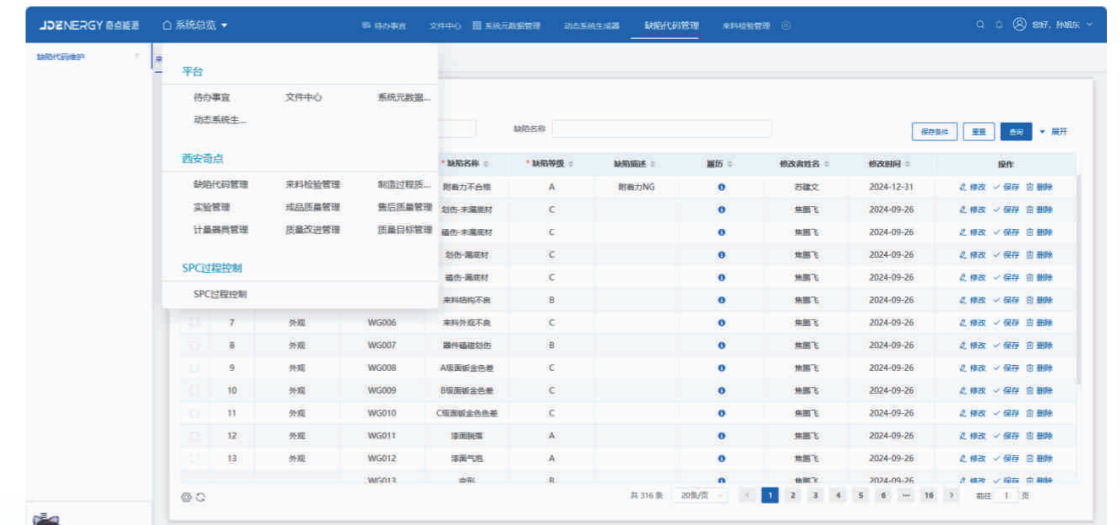 JDENERGY 奇点能源 系统总览 待办事宜 文件中心 系统元数据管理 动态系统生成器 缺陷代码管理 来料检验管理 您好,
缺陷代码维护
平台
待办事宜 文件中心 系统元数据...
动态系统生...
西安奇点
缺陷代码管理 来料检验管理 制造过程质...
实验管理 成品质量管理 售后质量管理
计量器具管理 质量改进管理 质量目标管理
SPC过程控制
SPC过程控制
缺陷名称 保存条件 重置 查询 展开
* 缺陷名称 * 缺陷等级 缺陷描述 履历 修改者姓名 修改时间 操作
附着力不合格 A 附着力NG 苏建文 2024-12-31 修改 保存 删除
划伤-未漏底材 C 焦鹏飞 2024-09-26 修改 保存 删除
磕伤-未漏底材 C 焦鹏飞 2024-09-26 修改 保存 删除
划伤-漏底材 C 焦鹏飞 2024-09-26 修改 保存 删除
磕伤-漏底材 C 焦鹏飞 2024-09-26 修改 保存 删除
来料结构不良 B 焦鹏飞 2024-09-26 修改 保存 删除
7 外观 WG006 来料外观不良 C 焦鹏飞 2024-09-26 修改 保存 删除
8 外观 WG007 器件磕碰划伤 B 焦鹏飞 2024-09-26 修改 保存 删除
9 外观 WG008 A级面钣金色差 C 焦鹏飞 2024-09-26 修改 保存 删除
10 外观 WG009 B级面钣金色差 C 焦鹏飞 2024-09-26 修改 保存 删除
11 外观 WG010 C级面钣金色差 C 焦鹏飞 2024-09-26 修改 保存 删除
12 外观 WG011 漆面脱落 A 焦鹏飞 2024-09-26 修改 保存 删除
13 外观 WG012 漆面气泡 A 焦鹏飞 2024-09-26 修改 保存 删除
WG013 变形 B 焦鹏飞 2024-09-26 修改 保存 删除
共 316 条 20条/页 1 2 3 4 5 6 ... 16 前往 1 页